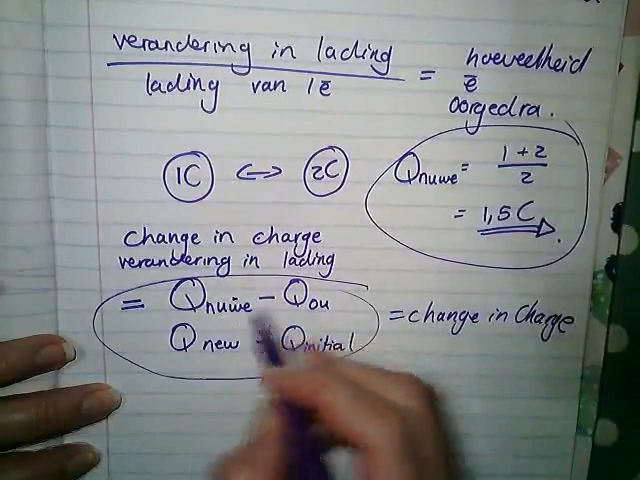 verandering in lading
lading van 1ē
= hoeveelheid
ē
oorgedra.
1C ⟷ 2C
Qnuwe = 1+2
2
= 1,5 C
change in charge
verandering in lading
= Qnuwe - Qou
= change in charge
Qnew - Qinitial